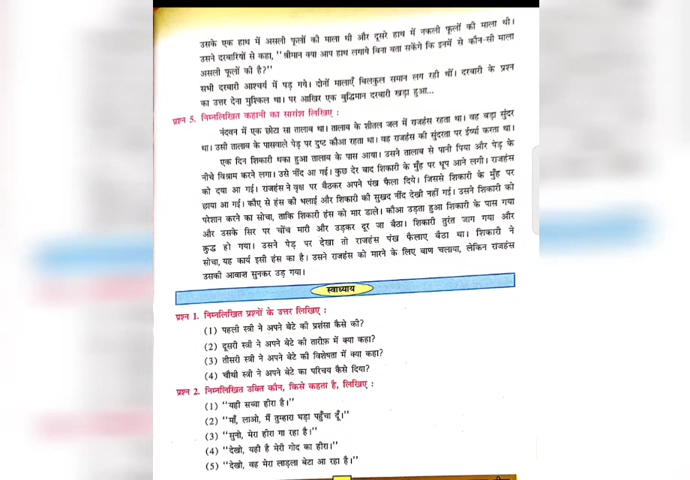 उसके एक हाथ में असली फूलों की माला थी और दूसरे हाथ में नकली फूलों की माला थी।
उसने दरबारियों से कहा, "श्रीमान क्या आप हाथ लगाये बिना बता सकेंगे कि इनमें से कौन-सी माला
असली फूलों की है?"
सभी दरबारी आश्चर्य में पड़ गये। दोनों मालाएँ बिलकुल समान लग रही थीं। दरबारी के प्रश्न
का उत्तर देना मुश्किल था। पर आखिर एक बुद्धिमान दरबारी खड़ा हुआ...
प्रश्न 5. निम्नलिखित कहानी का सारांश लिखिए :
नंदवन में एक छोटा सा तालाब था। तालाब के शीतल जल में राजहंस रहता था। वह बड़ा सुंदर
था। उसी तालाब के पासवाले पेड़ पर दुष्ट कौआ रहता था। वह राजहंस की सुंदरता पर ईर्ष्या करता था।
एक दिन शिकारी थका हुआ तालाब के पास आया। उसने तालाब से पानी पिया और पेड़ के
नीचे विश्राम करने लगा। उसे नींद आ गई। कुछ देर बाद शिकारी के मुँह पर धूप आने लगी। राजहंस
को दया आ गई। राजहंस ने वृक्ष पर बैठकर अपने पंख फैला दिये। जिससे शिकारी के मुँह पर
छाया आ गई। कौए से हंस की भलाई और शिकारी की सुखद नींद देखी नहीं गई। उसने शिकारी को
परेशान करने का सोचा, ताकि शिकारी हंस को मार डाले। कौआ उड़ता हुआ शिकारी के पास गया
और उसके सिर पर चोंच मारी और उड़कर दूर जा बैठा। शिकारी तुरंत जाग गया और
क्रुद्ध हो गया। उसने पेड़ पर देखा तो राजहंस पंख फैलाए बैठा था। शिकारी ने
सोचा, यह कार्य इसी हंस का है। उसने राजहंस को मारने के लिए बाण चलाया, लेकिन राजहंस
उसकी आवाज़ सुनकर उड़ गया।
स्वाध्याय
प्रश्न 1. निम्नलिखित प्रश्नों के उत्तर लिखिए :
(1) पहली स्त्री ने अपने बेटे की प्रशंसा कैसे की?
(2) दूसरी स्त्री ने अपने बेटे की तारीफ़ में क्या कहा?
(3) तीसरी स्त्री ने अपने बेटे की विशेषता में क्या कहा?
(4) चौथी स्त्री ने अपने बेटे का परिचय कैसे दिया?
प्रश्न 2. निम्नलिखित उक्ति कौन, किसे कहता है, लिखिए :
(1) "यही सच्चा हीरा है।"
(2) "माँ, लाओ, मैं तुम्हारा घड़ा पहुँचा दूँ।"
(3) "सुनो, मेरा हीरा गा रहा है।"
(4) "देखो, यही है मेरी गोद का हीरा।"
(5) "देखो, वह मेरा लाड़ला बेटा आ रहा है।"